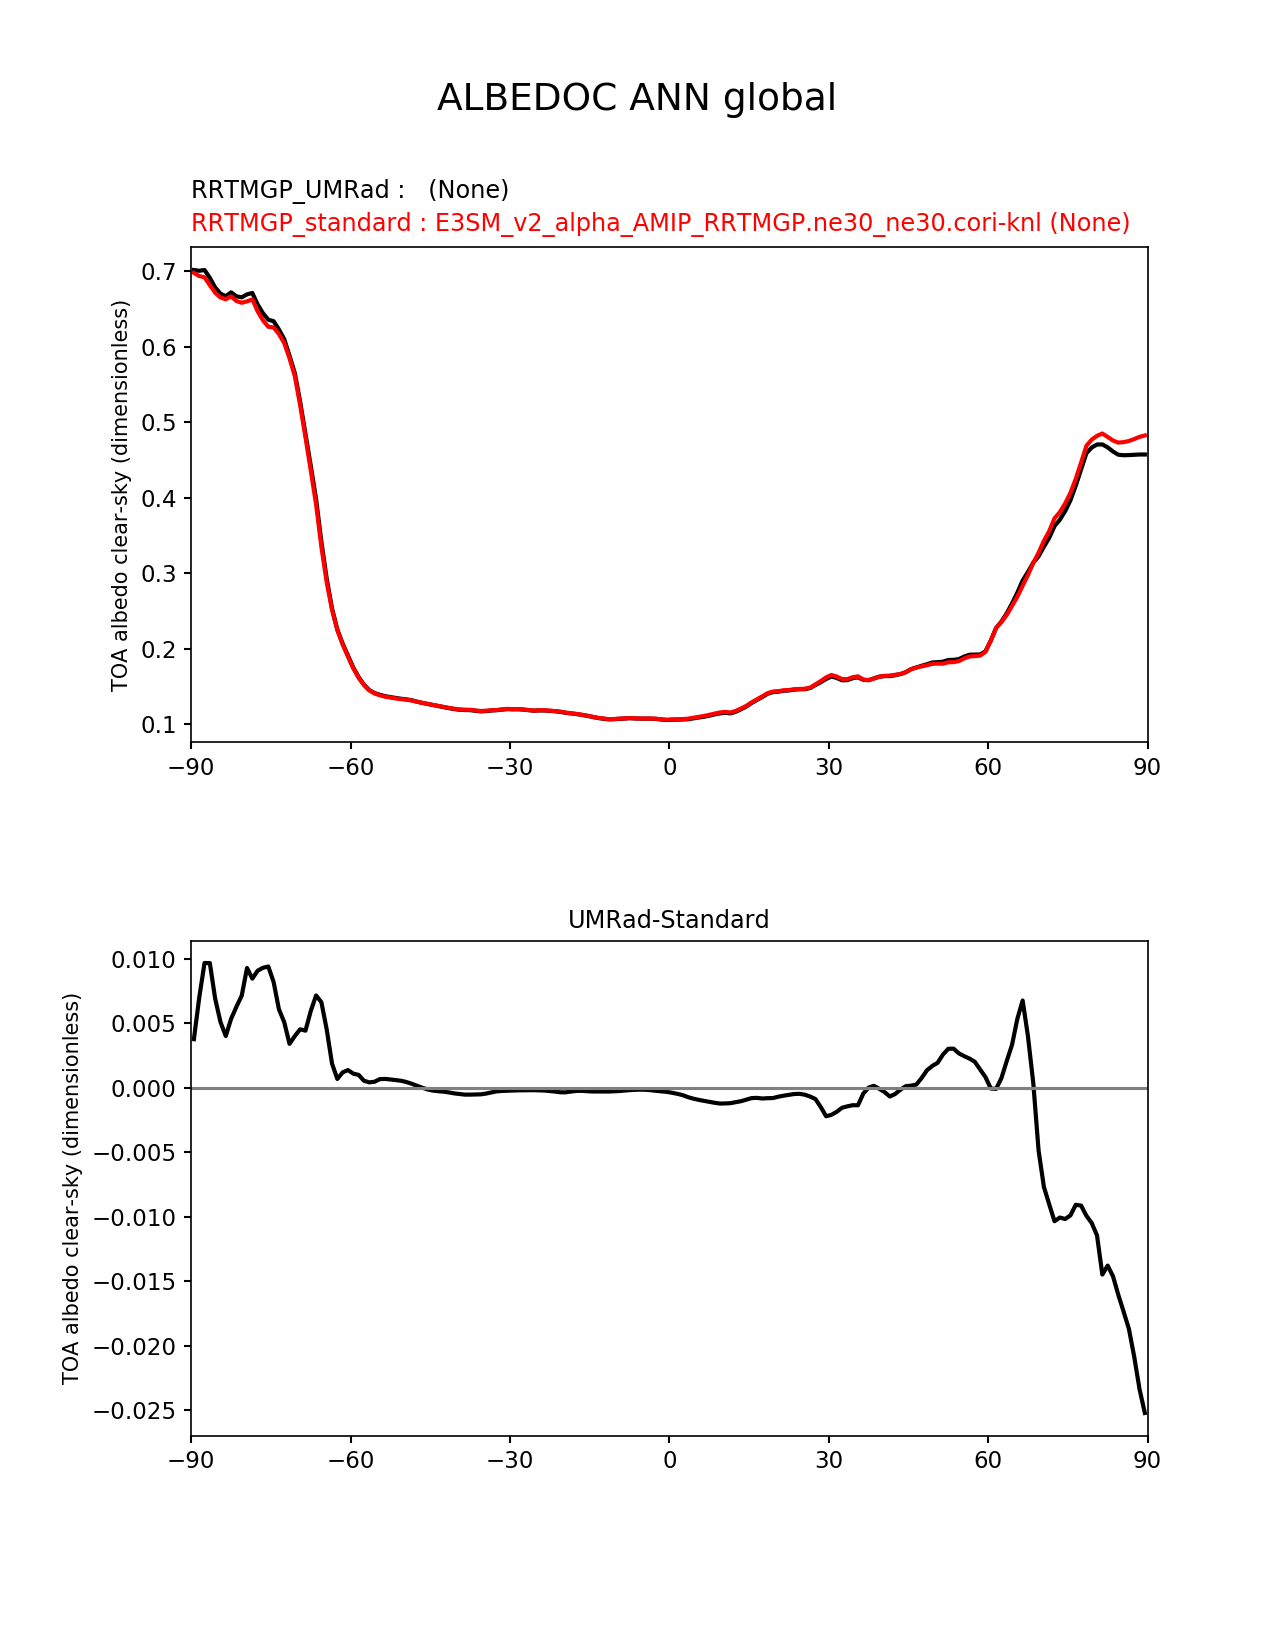 ALBEDOC ANN global
RRTMGP_UMRad :   (None)
RRTMGP_standard : E3SM_v2_alpha_AMIP_RRTMGP.ne30_ne30.cori-knl (None)
TOA albedo clear-sky (dimensionless)
0.7
0.6
0.5
0.4
0.3
0.2
0.1
−90 −60 −30 0 30 60 90
UMRad-Standard
TOA albedo clear-sky (dimensionless)
0.010
0.005
0.000
−0.005
−0.010
−0.015
−0.020
−0.025
−90 −60 −30 0 30 60 90